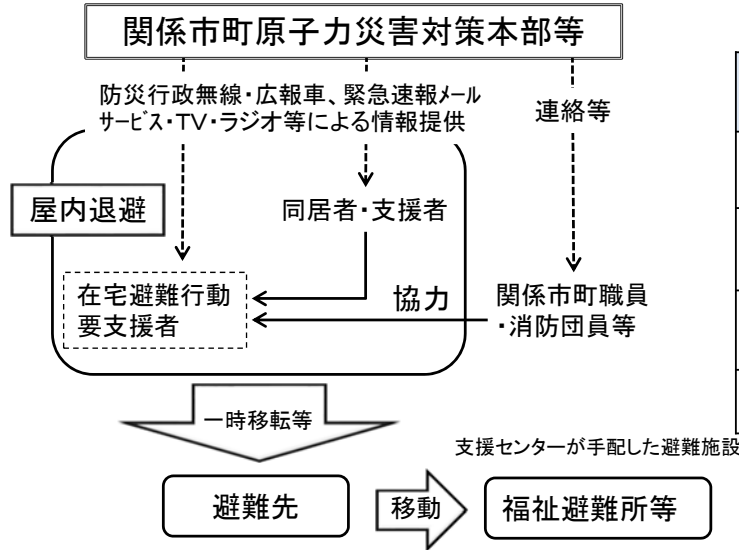 関係市町原子力災害対策本部等
防災行政無線・広報車、緊急速報メール
サービス・TV・ラジオ等による情報提供
連絡等
屋内退避
同居者・支援者
在宅避難行動
要支援者
協力
関係市町職員
・消防団員等
一時移転等
支援センターが手配した避難施設
避難先
移動
福祉避難所等